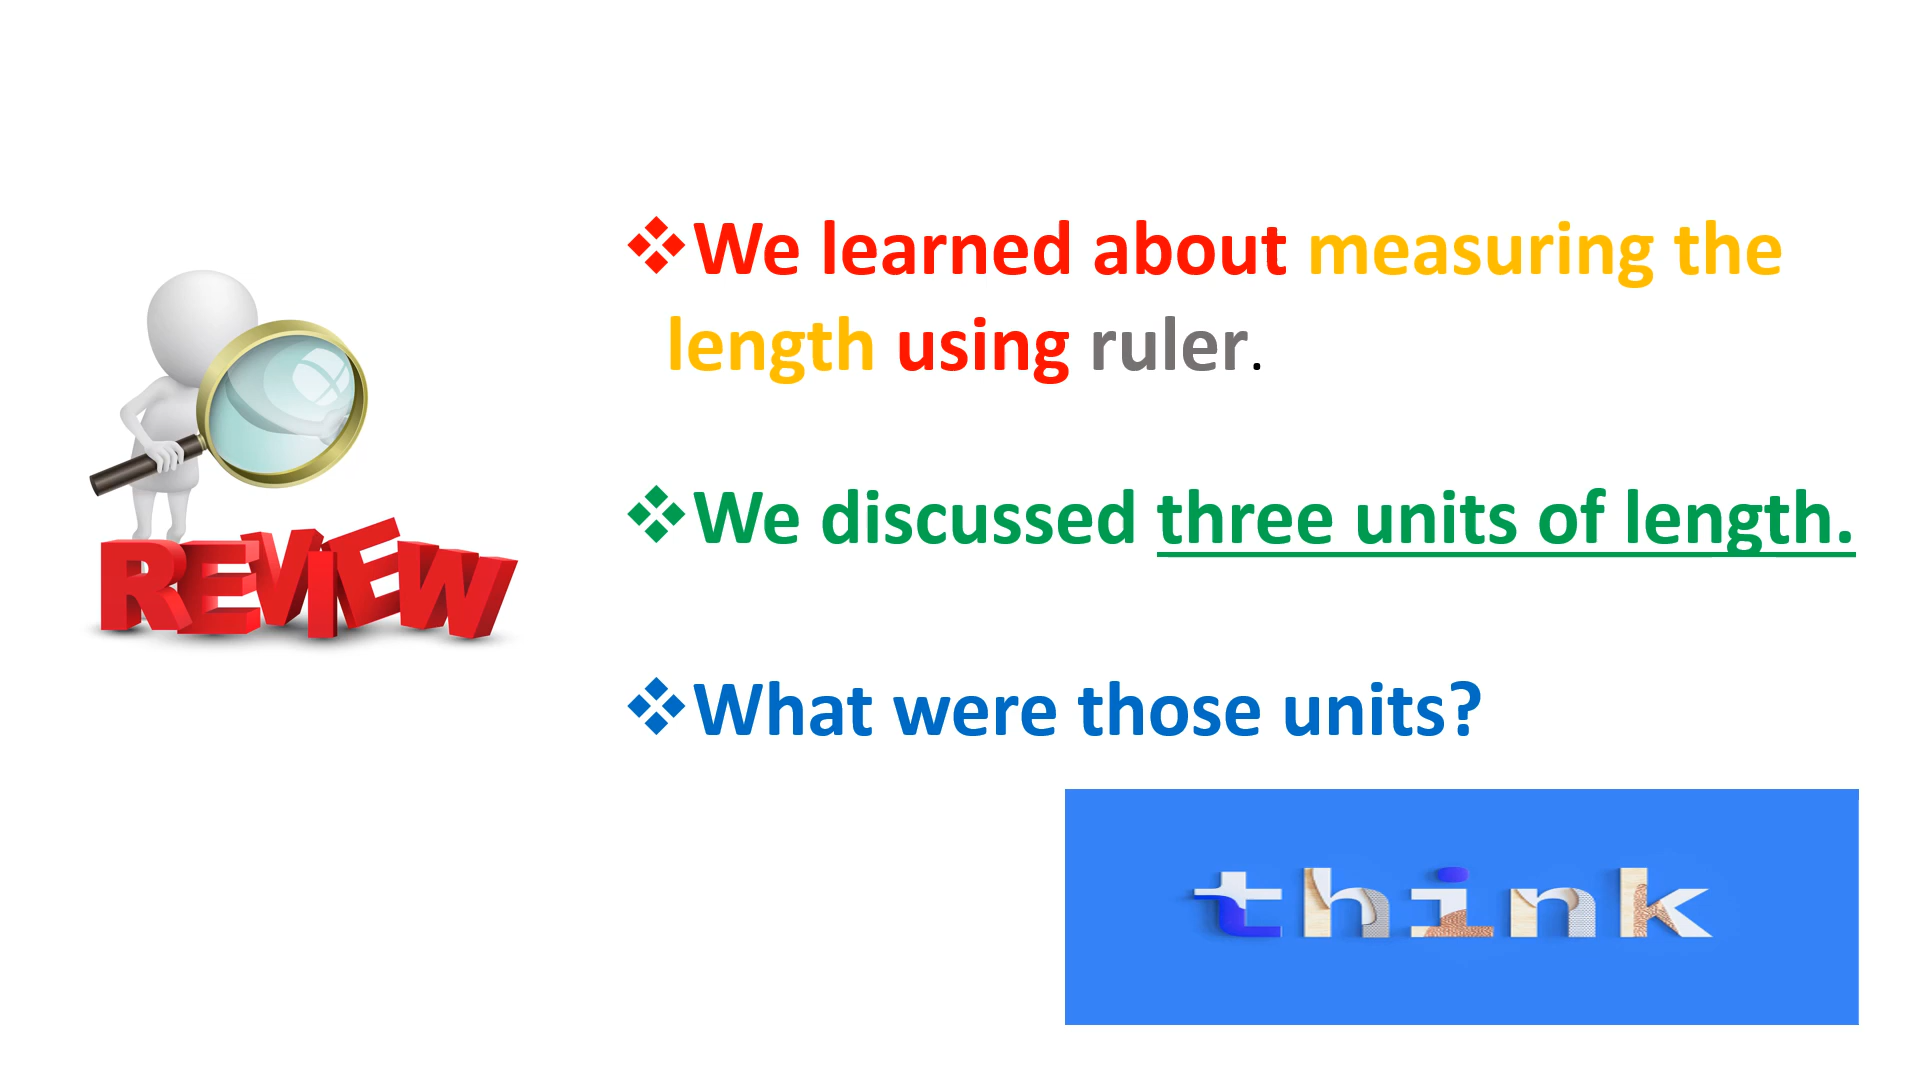 ❖We learned about measuring the
length using ruler.
❖We discussed three units of length.
REVIEW
❖What were those units?
think